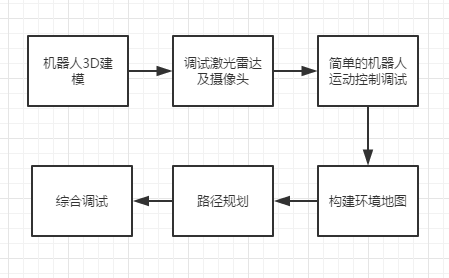 机器人3D建
模
调试激光雷达
及摄像头
简单的机器人
运动控制调试
构建环境地图
路径规划
综合调试